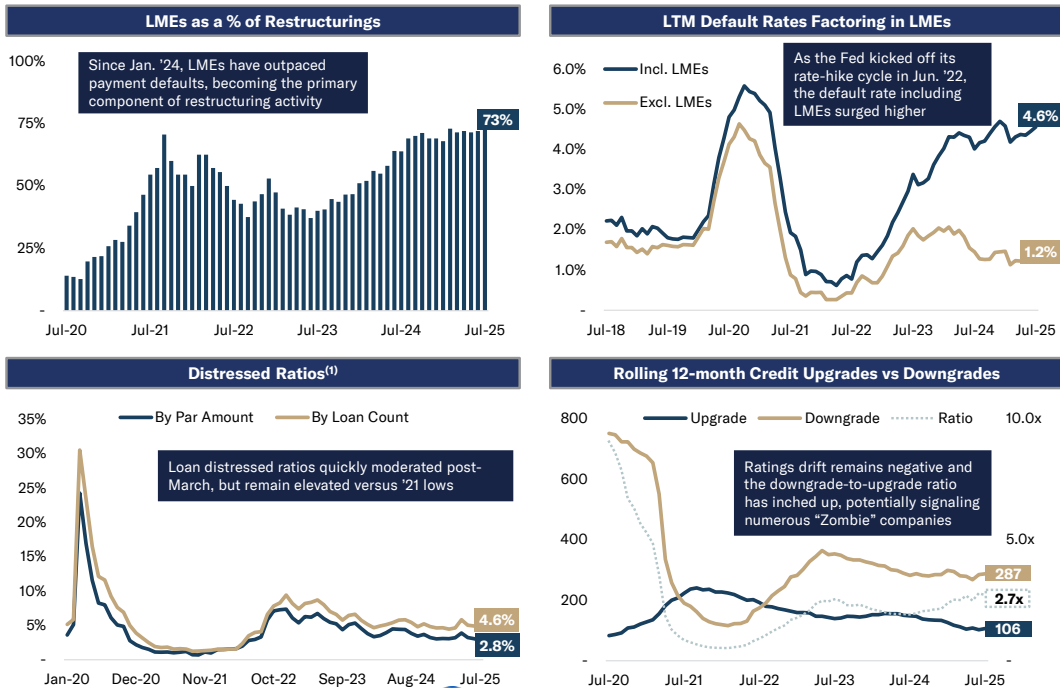 LMEs as a % of Restructurings
100%
75%
50%
25%
-
Since Jan. '24, LMEs have outpaced
payment defaults, becoming the primary
component of restructuring activity
73%
Jul-20 Jul-21 Jul-22 Jul-23 Jul-24 Jul-25
LTM Default Rates Factoring in LMEs
6.0%
5.0%
4.0%
3.0%
2.0%
1.0%
-
Incl. LMEs
Excl. LMEs
As the Fed kicked off its
rate-hike cycle in Jun. '22,
the default rate including
LMEs surged higher
4.6%
1.2%
Jul-18 Jul-19 Jul-20 Jul-21 Jul-22 Jul-23 Jul-24 Jul-25
Distressed Ratios(1)
35%
30%
25%
20%
15%
10%
5%
-
By Par Amount By Loan Count
Loan distressed ratios quickly moderated post-
March, but remain elevated versus '21 lows
4.6%
2.8%
Jan-20 Dec-20 Nov-21 Oct-22 Sep-23 Aug-24 Jul-25
Rolling 12-month Credit Upgrades vs Downgrades
800
600
400
200
-
Upgrade Downgrade Ratio
10.0x
5.0x
-
Ratings drift remains negative and
the downgrade-to-upgrade ratio
has inched up, potentially signaling
numerous “Zombie” companies
287
2.7x
106
Jul-20 Jul-21 Jul-22 Jul-23 Jul-24 Jul-25